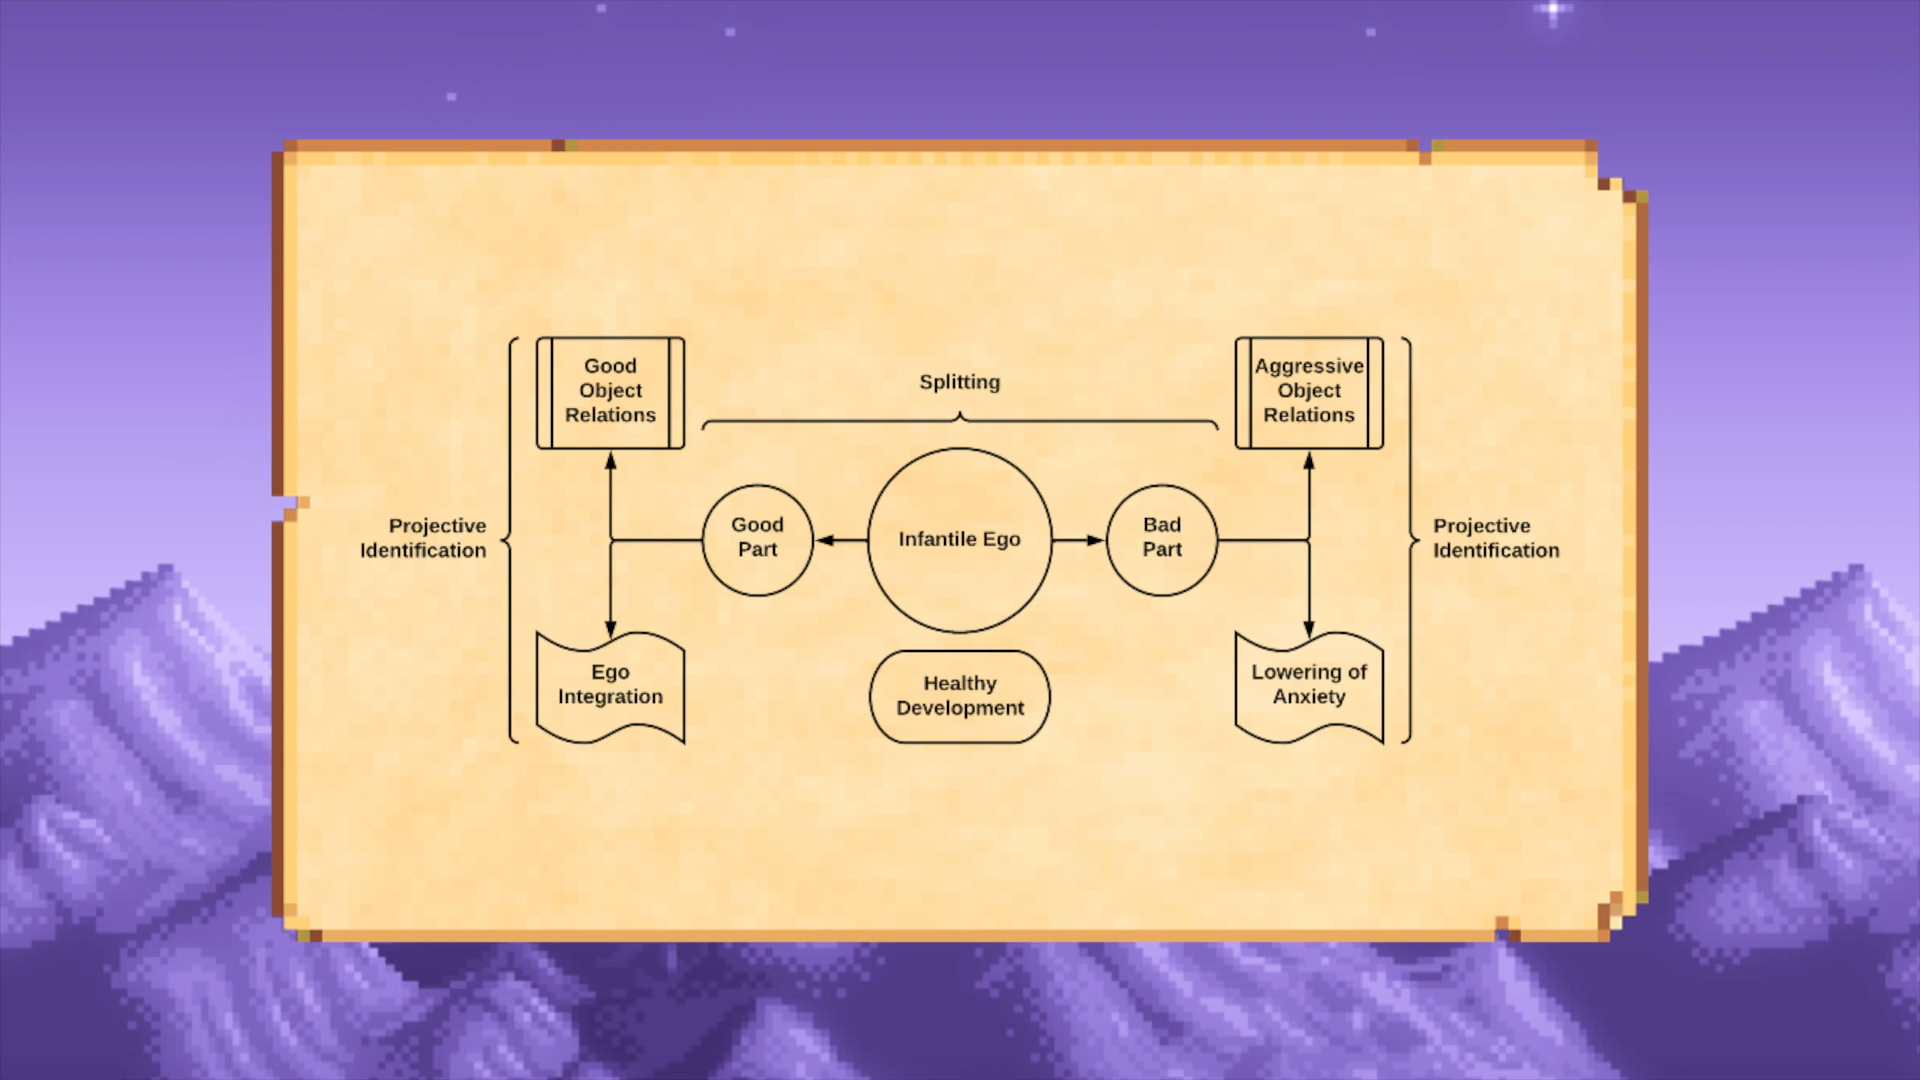 Good
Object
Relations
Splitting
Aggressive
Object
Relations
Projective
Identification
Good
Part
Infantile Ego
Bad
Part
Projective
Identification
Ego
Integration
Healthy
Development
Lowering of
Anxiety